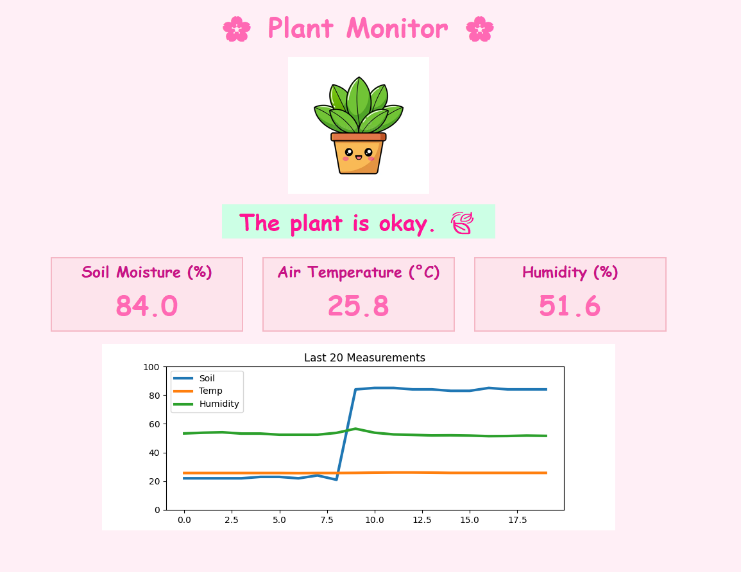 Plant Monitor
The plant is okay.
Soil Moisture (%)
84.0
Air Temperature (°C)
25.8
Humidity (%)
51.6
Last 20 Measurements
Soil
Temp
Humidity
100
80
60
40
20
0
0.0 2.5 5.0 7.5 10.0 12.5 15.0 17.5